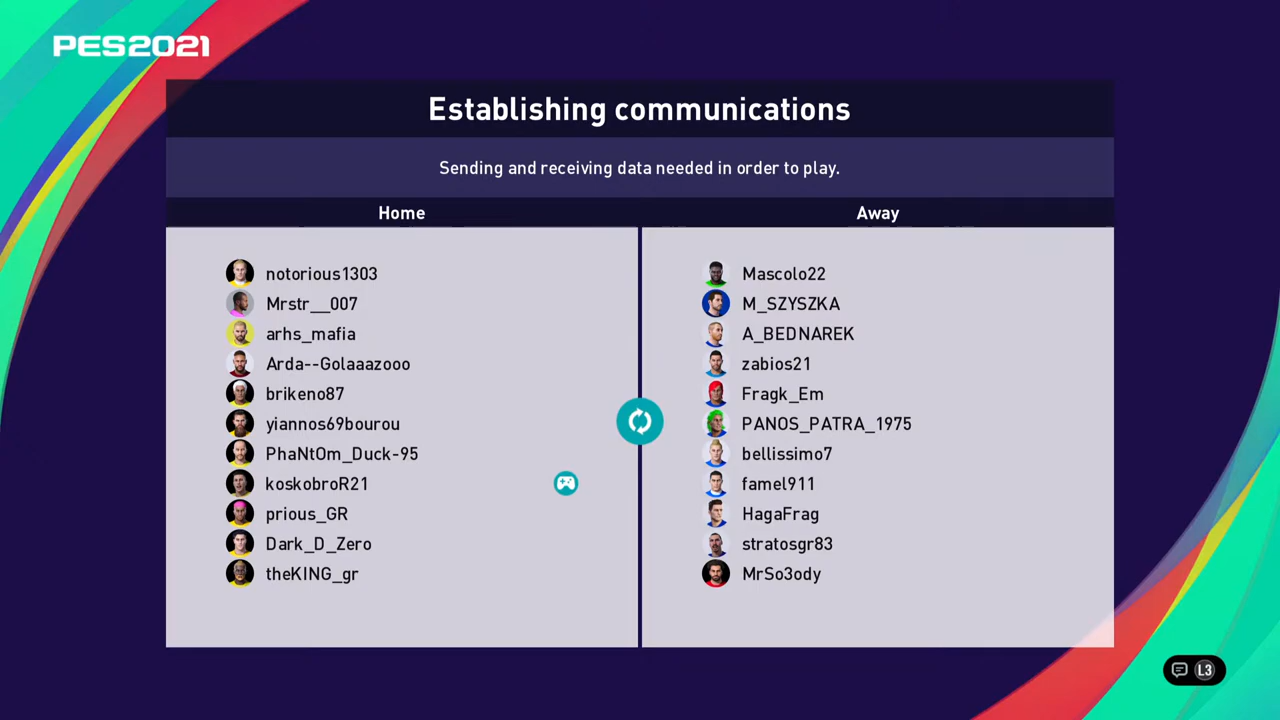 PES2021
Establishing communications
Sending and receiving data needed in order to play.
Home
Away
notorious1303
Mrstr__007
arhs_mafia
Arda--Golaaazooo
brikeno87
yiannos69bourou
PhaNtOm_Duck-95
koskobroR21
prious_GR
Dark_D_Zero
theKING_gr
Mascolo22
M_SZYSZKA
A_BEDNAREK
zabios21
Fragk_Em
PANOS_PATRA_1975
bellissimo7
famel911
HagaFrag
stratosgr83
MrSo3ody
L3